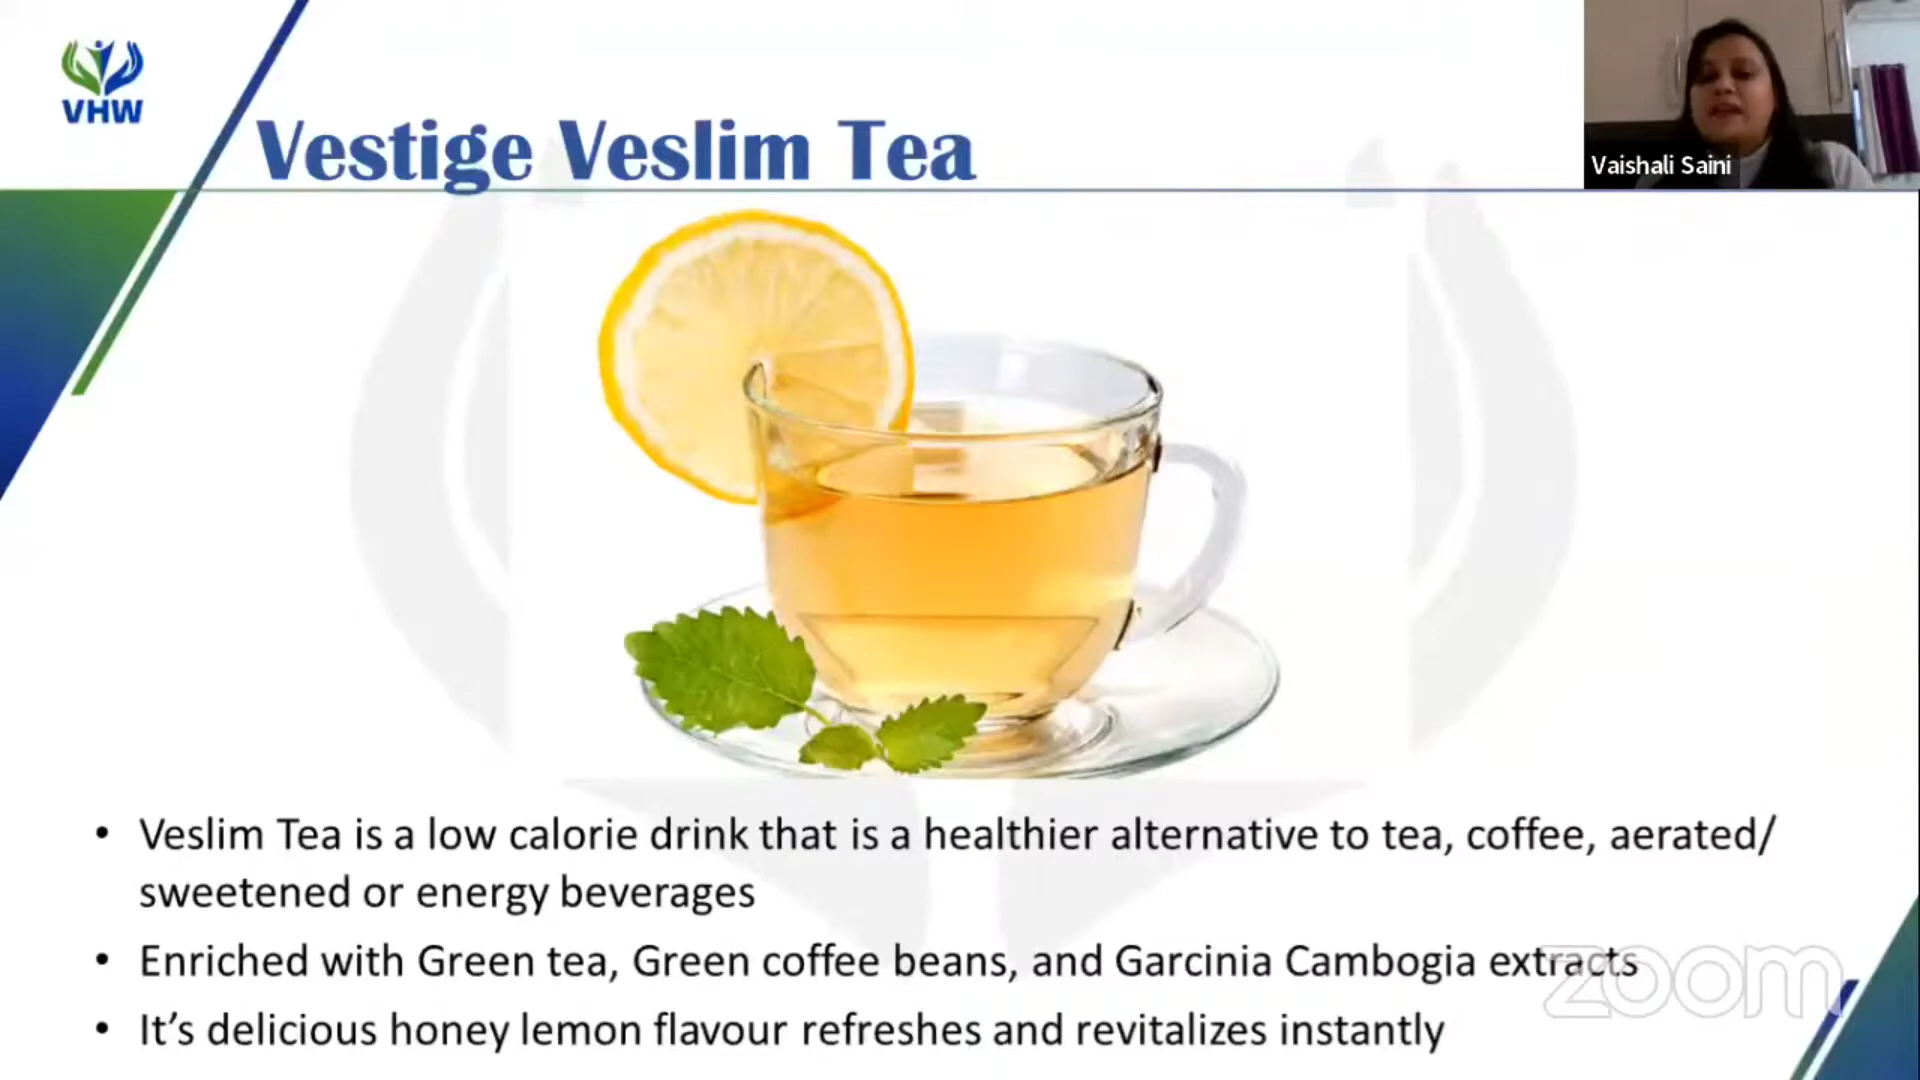 VHW
Vestige Veslim Tea
Vaishali Saini
• Veslim Tea is a low calorie drink that is a healthier alternative to tea, coffee, aerated/
sweetened or energy beverages
• Enriched with Green tea, Green coffee beans, and Garcinia Cambogia extracts
• It’s delicious honey lemon flavour refreshes and revitalizes instantly
zoom